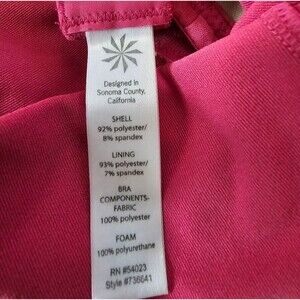 Designed in
Sonoma County,
California
SHELL
92% polyester/
8% spandex
LINING
93% polyester/
7% spandex
BRA
COMPONENTS-
FABRIC
100% polyester
FOAM
100% polyurethane
RN #54023
Style #736641